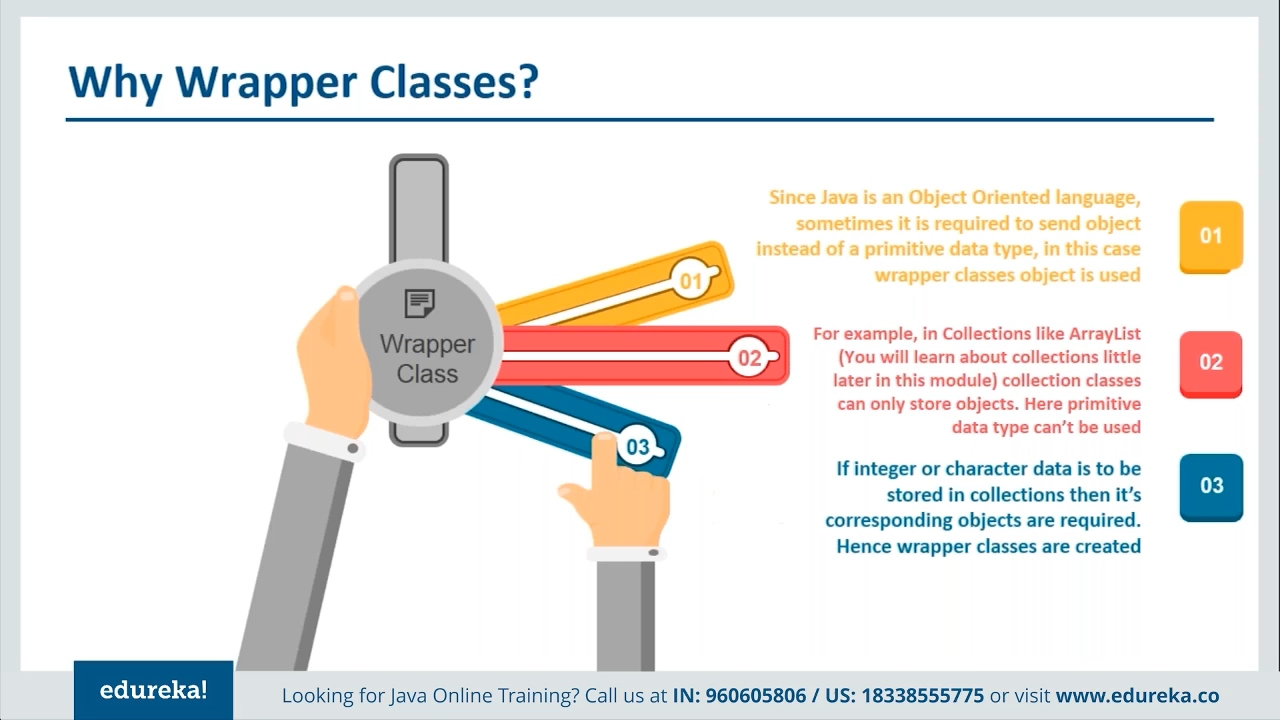 Why Wrapper Classes?
Wrapper
Class
01
02
03
Since Java is an Object Oriented language,
sometimes it is required to send object
instead of a primitive data type, in this case
wrapper classes object is used
01
For example, in Collections like ArrayList
(You will learn about collections little
later in this module) collection classes
can only store objects. Here primitive
data type can't be used
02
If integer or character data is to be
stored in collections then it's
corresponding objects are required.
Hence wrapper classes are created
03
edureka!
Looking for Java Online Training? Call us at IN: 960605806 / US: 18338555775 or visit www.edureka.co